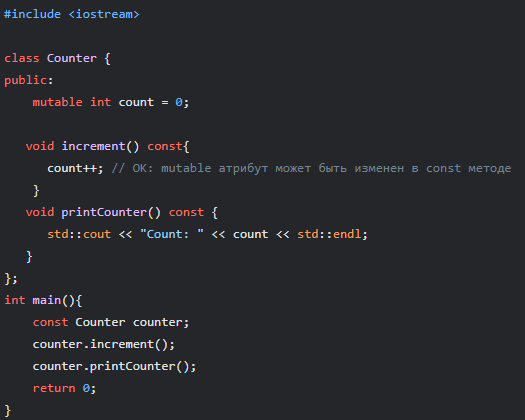 #include <iostream>

class Counter {
public:
    mutable int count = 0;

   void increment() const{
      count++; // OK: mutable атрибут может быть изменен в const методе
    }
   void printCounter() const {
      std::cout << "Count: " << count << std::endl;
   }
};
int main(){
    const Counter counter;
    counter.increment();
    counter.printCounter();
    return 0;
}